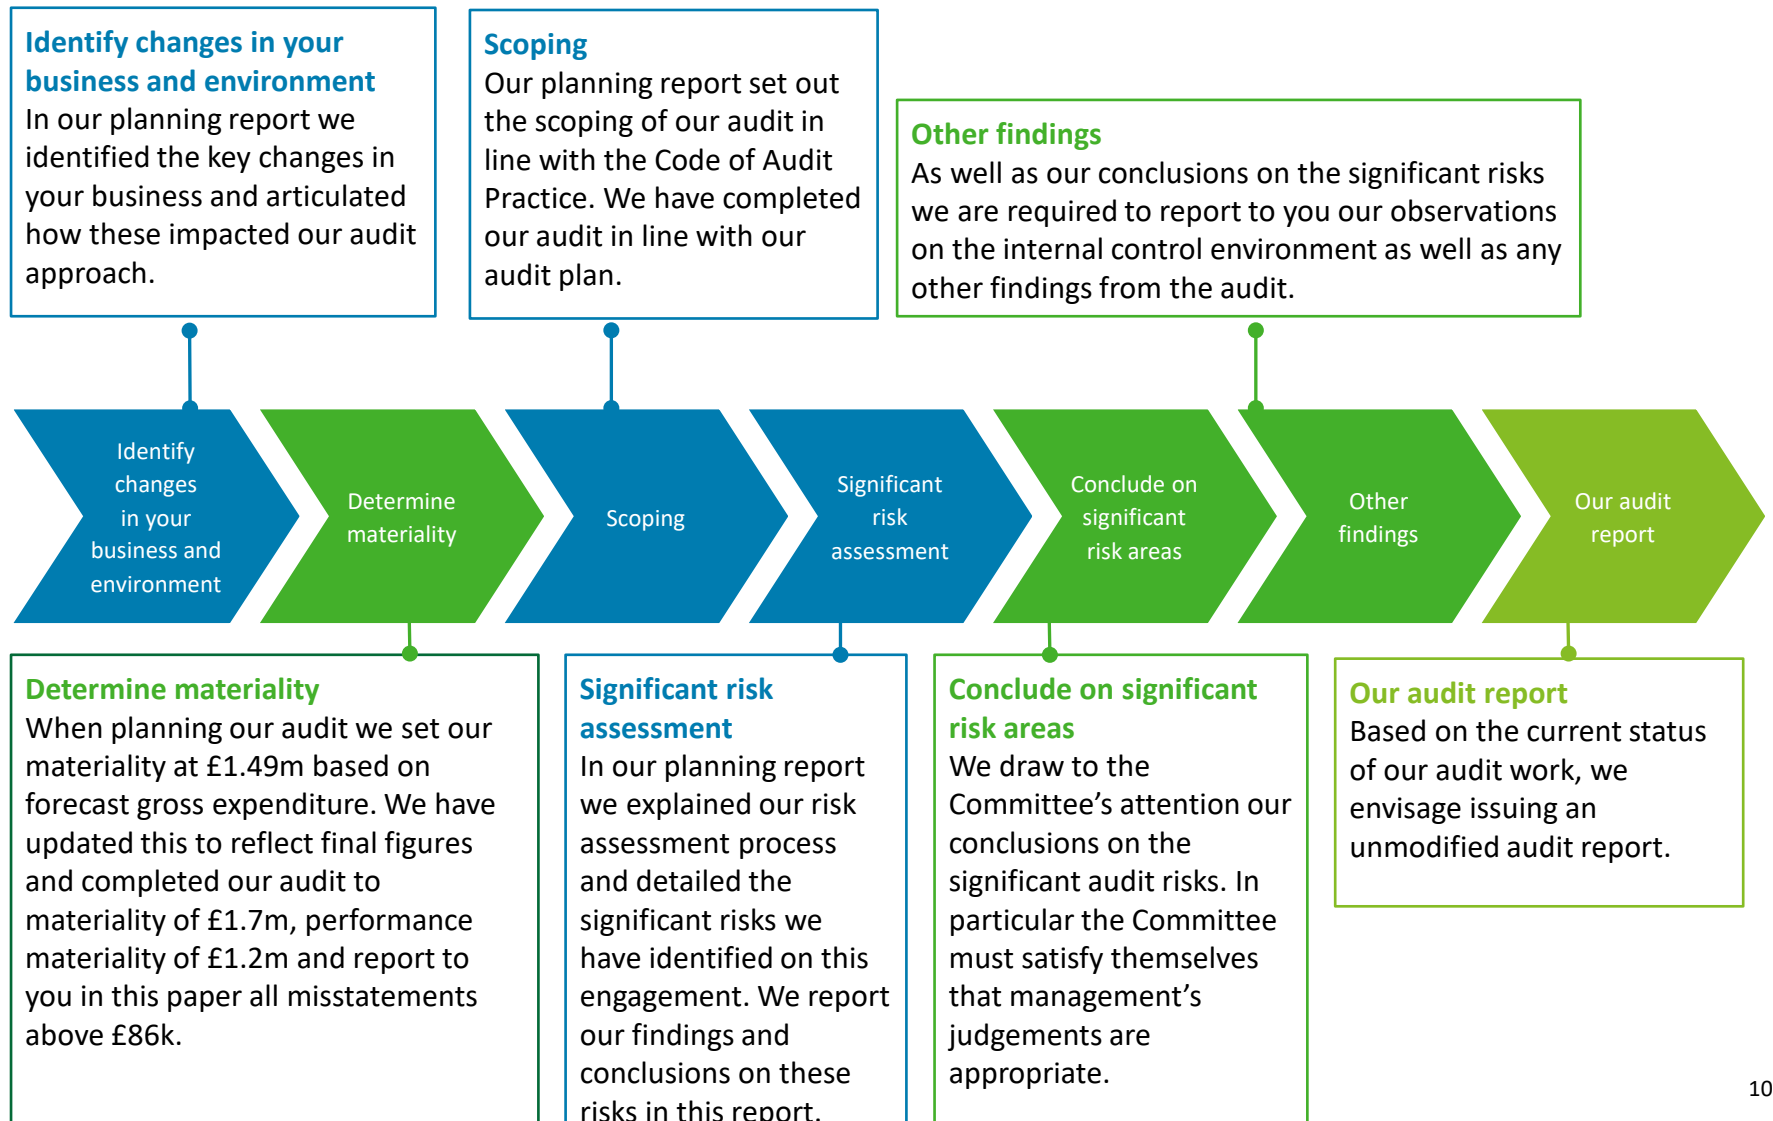 Identify changes in your
business and environment
In our planning report we
identified the key changes in
your business and articulated
how these impacted our audit
approach.
Scoping
Our planning report set out
the scoping of our audit in
line with the Code of Audit
Practice. We have completed
our audit in line with our
audit plan.
Other findings
As well as our conclusions on the significant risks
we are required to report to you our observations
on the internal control environment as well as any
other findings from the audit.
Identify
changes
in your
business and
environment
Determine
materiality
Scoping
Significant
risk
assessment
Conclude on
significant
risk areas
Other
findings
Our audit
report
Determine materiality
When planning our audit we set our
materiality at £1.49m based on
forecast gross expenditure. We have
updated this to reflect final figures
and completed our audit to
materiality of £1.7m, performance
materiality of £1.2m and report to
you in this paper all misstatements
above £86k.
Significant risk
assessment
In our planning report
we explained our risk
assessment process
and detailed the
significant risks we
have identified on this
engagement. We report
our findings and
conclusions on these
risks in this report.
Conclude on significant
risk areas
We draw to the
Committee’s attention our
conclusions on the
significant audit risks. In
particular the Committee
must satisfy themselves
that management’s
judgements are
appropriate.
Our audit report
Based on the current status
of our audit work, we
envisage issuing an
unmodified audit report.
10